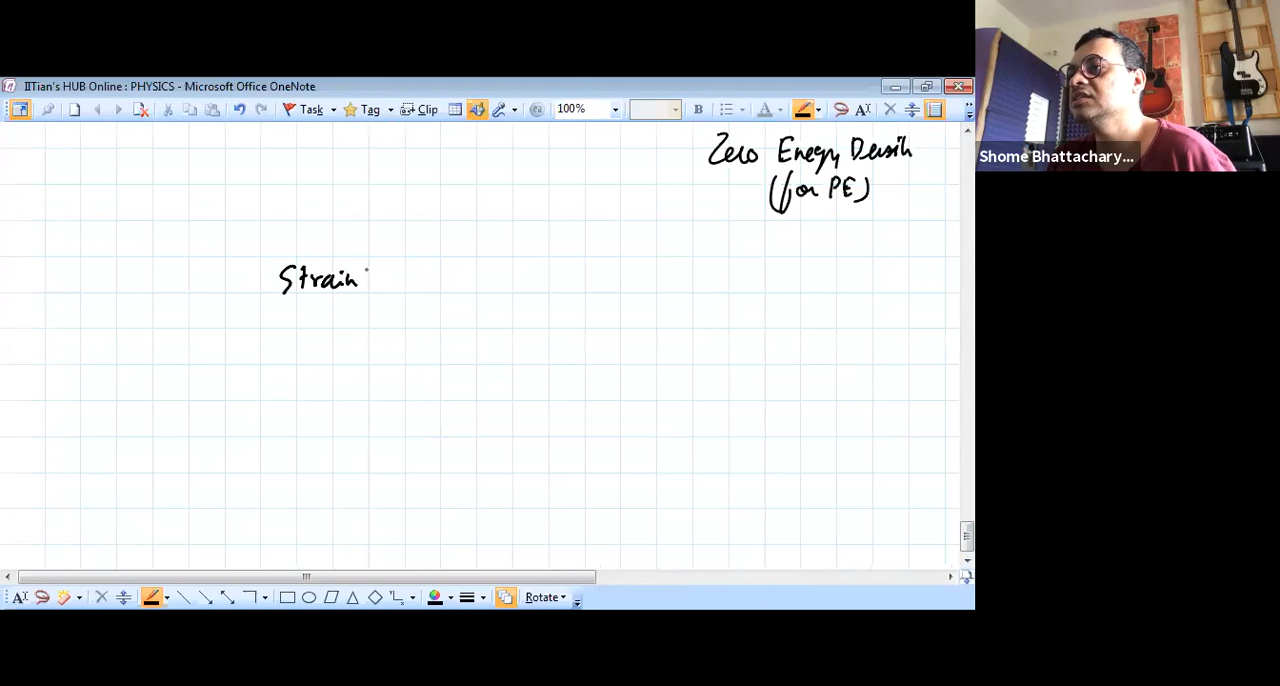 IITian's HUB Online : PHYSICS - Microsoft Office OneNote
Task Tag Clip 100% B A A
Zero Energy Density
(for PE)
Strain
Shome Bhattachary...
A Rotate